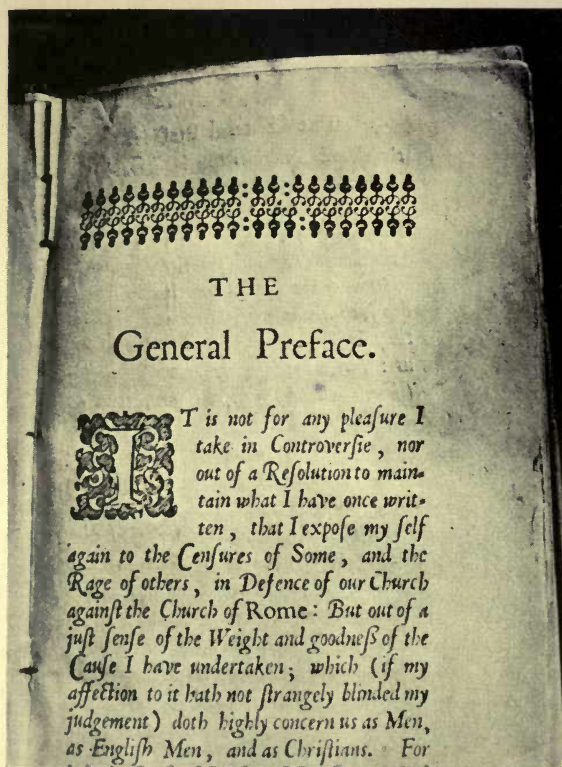 THE
General Preface.
IT is not for any pleaſure I
take in Controverſie, nor
out of a Reſolution to main-
tain what I have once writ-
ten, that I expoſe my ſelf
again to the Cenſures of Some, and the
Rage of others, in Defence of our Church
againſt the Church of Rome: But out of a
juſt ſenſe of the Weight and goodneſs of the
Cauſe I have undertaken; which (if my
affection to it hath not ſtrangely blinded my
judgement) doth highly concern us as Men,
as Engliſh Men, and as Chriſtians. For